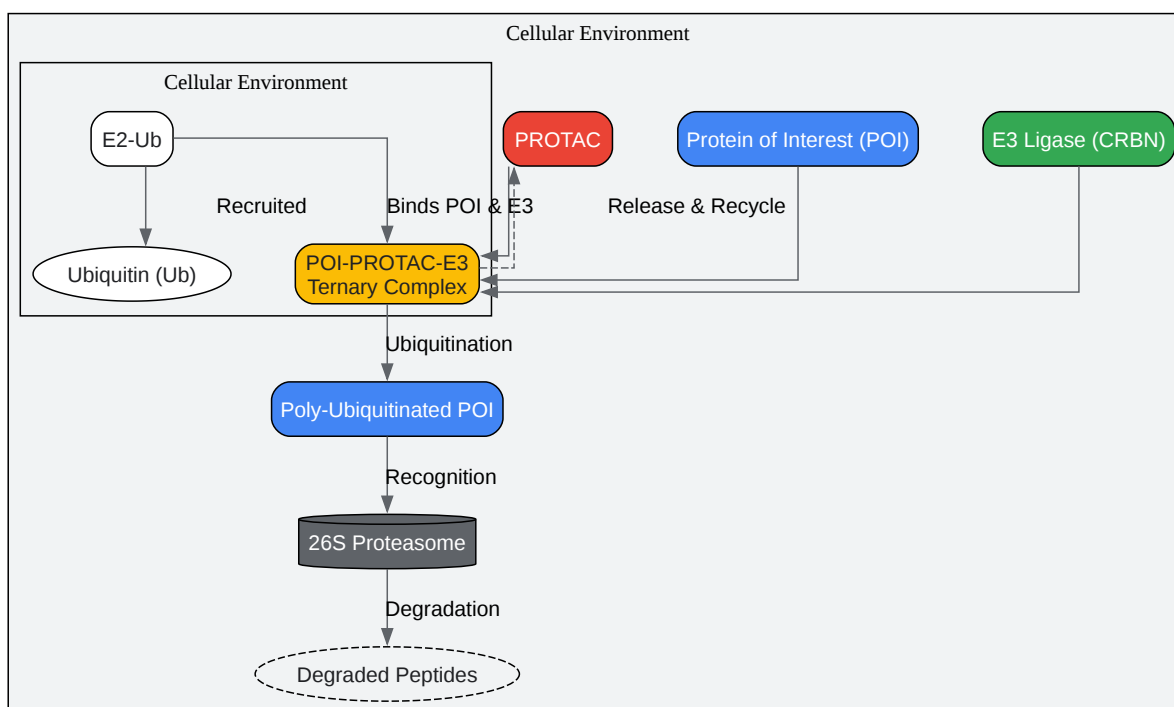 Cellular Environment
Cellular Environment
E2-Ub
PROTAC
Protein of Interest (POI)
E3 Ligase (CRBN)
Recruited
Binds POI & E3
Release & Recycle
Ubiquitin (Ub)
POI-PROTAC-E3
Ternary Complex
Ubiquitination
Poly-Ubiquitinated POI
Recognition
26S Proteasome
Degradation
Degraded Peptides